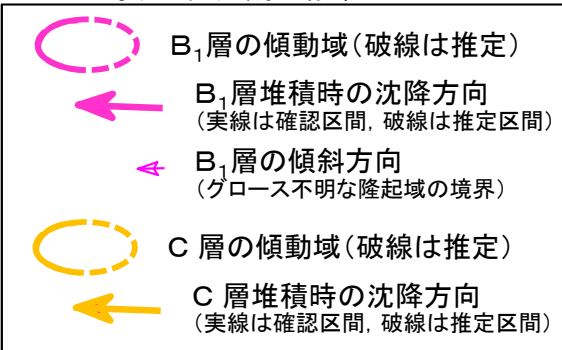 B₁層の傾動域(破線は推定)
B₁層堆積時の沈降方向
(実線は確認区間, 破線は推定区間)
B₁層の傾斜方向
(グロース不明な隆起域の境界)
C 層の傾動域(破線は推定)
C 層堆積時の沈降方向
(実線は確認区間, 破線は推定区間)